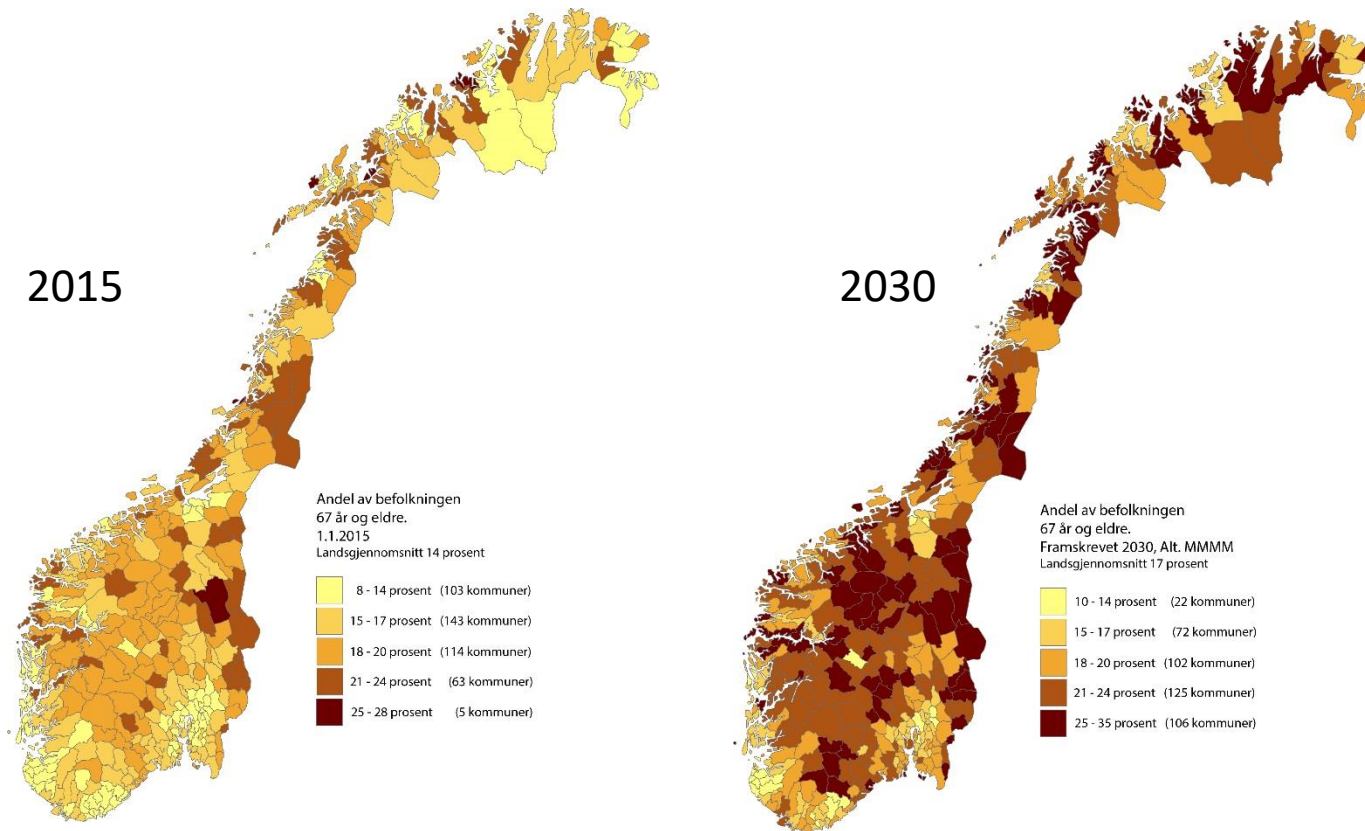 2015
Andel av befolkningen
67 år og eldre.
1.1.2015
Landsgjennomsnitt 14 prosent
8 - 14 prosent (103 kommuner)
15 - 17 prosent (143 kommuner)
18 - 20 prosent (114 kommuner)
21 - 24 prosent (63 kommuner)
25 - 28 prosent (5 kommuner)
2030
Andel av befolkningen
67 år og eldre.
Framskrevet 2030, Alt. MMMM
Landsgjennomsnitt 17 prosent
10 - 14 prosent (22 kommuner)
15 - 17 prosent (72 kommuner)
18 - 20 prosent (102 kommuner)
21 - 24 prosent (125 kommuner)
25 - 35 prosent (106 kommuner)